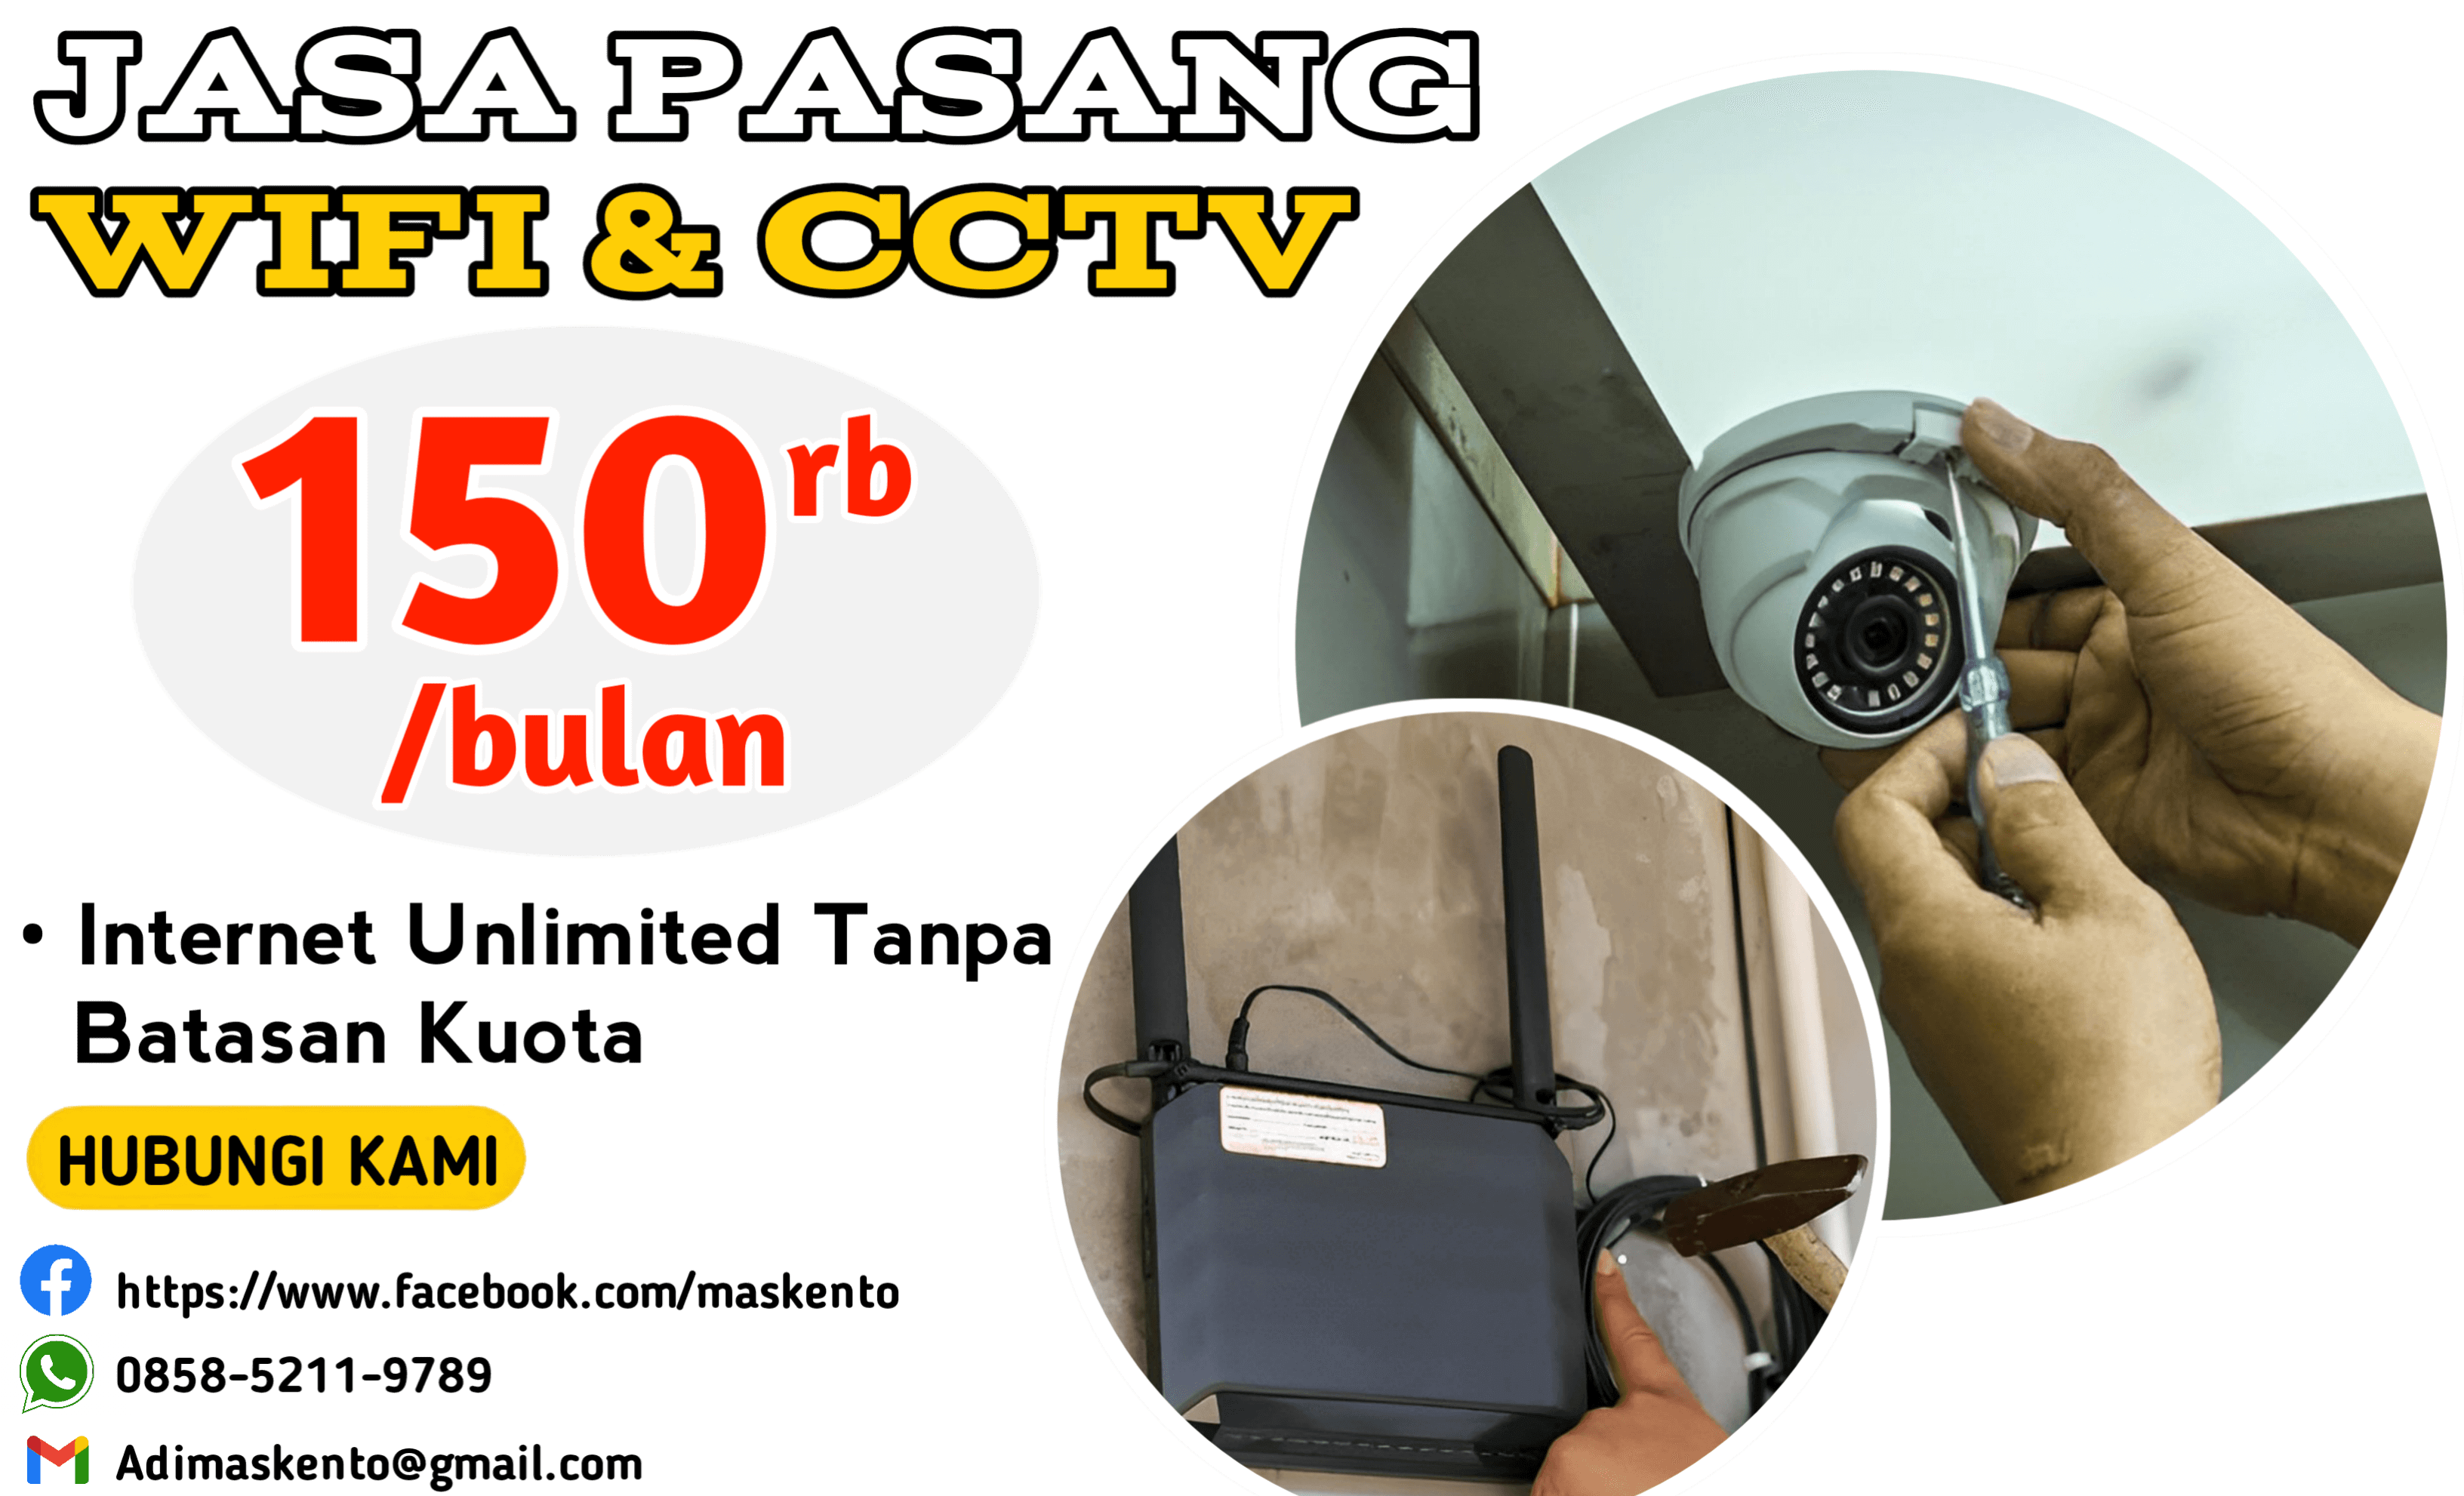 JASA PASANG
WIFI & CCTV
150rb
/bulan
• Internet Unlimited Tanpa
Batasan Kuota
HUBUNGI KAMI
https://www.facebook.com/maskento
0858-5211-9789
Adimaskento@gmail.com